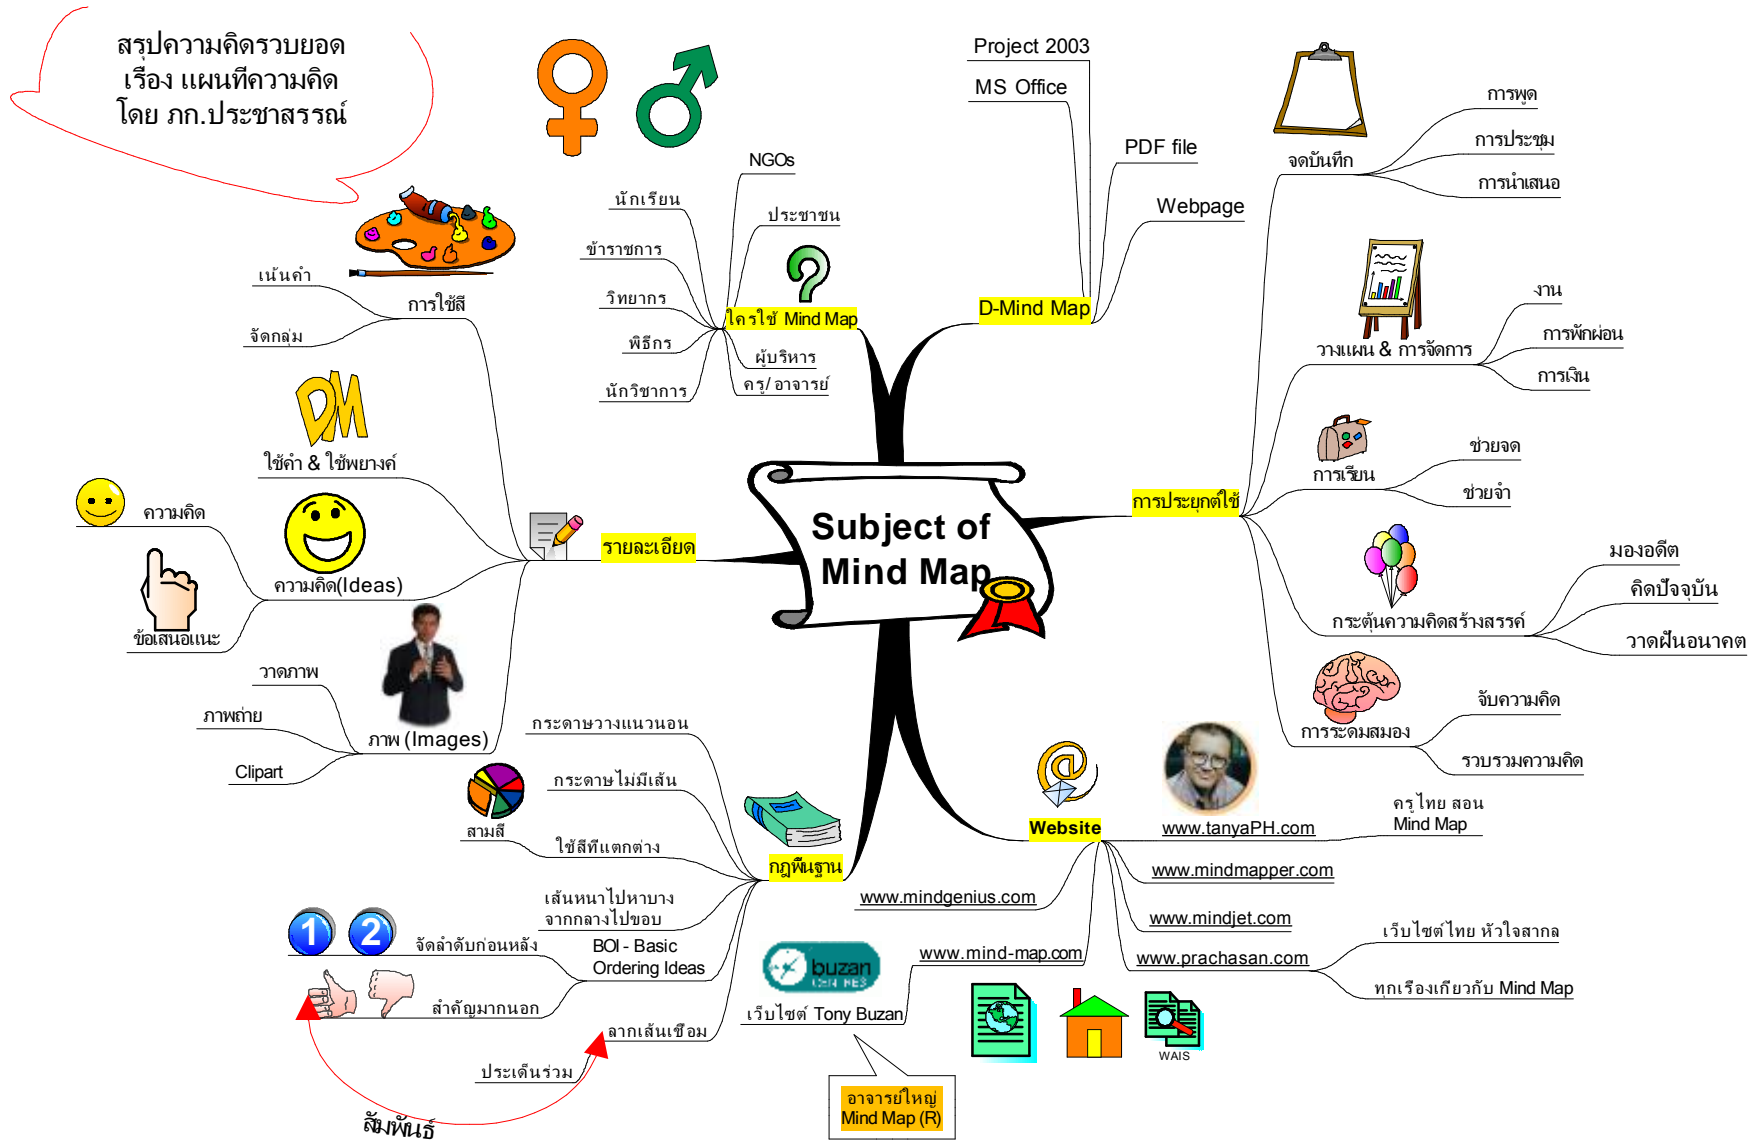 สรุปความคิดรวบยอด
เรื่อง แผนที่ความคิด
โดย ภก.ประชาสรรณ์
Project 2003
MS Office
PDF file
Webpage
D-Mind Map
NGOs
ประชาชน
นักเรียน
ข้าราชการ
วิทยากร
พิธีกร
นักวิชาการ
ผู้บริหาร
ครู/อาจารย์
ใครใช้ Mind Map
จดบันทึก
การพูด
การประชุม
การนำเสนอ
วางแผน & การจัดการ
งาน
การพักผ่อน
การเงิน
การเรียน
ช่วยจด
ช่วยจำ
การประยุกต์ใช้
กระตุ้นความคิดสร้างสรรค์
มองอดีต
คิดปัจจุบัน
วาดฝันอนาคต
การระดมสมอง
จับความคิด
รวบรวมความคิด
เน้นคำ
จัดกลุ่ม
การใช้สี
DM
ใช้คำ & ใช้พยางค์
ความคิด
ข้อเสนอแนะ
ความคิด(Ideas)
รายละเอียด
วาดภาพ
ภาพถ่าย
Clipart
ภาพ (Images)
Subject of
Mind Map
กระดาษวางแนวนอน
กระดาษไม่มีเส้น
สามสี
ใช้สีที่แตกต่าง
เส้นหนาไปหาบาง
จากกลางไปขอบ
กฎพื้นฐาน
1 2
จัดลำดับก่อนหลัง
สำคัญมากนอก
BOI - Basic
Ordering Ideas
ลากเส้นเชื่อม
ประเด็นร่วม
สัมพันธ์
Website
www.tanyaPH.com
ครูไทย สอน
Mind Map
www.mindmapper.com
www.mindgenius.com
www.mindjet.com
www.mind-map.com
www.prachasan.com
เว็บไซต์ไทย หัวใจสากล
ทุกเรื่องเกี่ยวกับ Mind Map
buzan
CENTRES
เว็บไซต์ Tony Buzan
อาจารย์ใหญ่
Mind Map (R)
WAIS